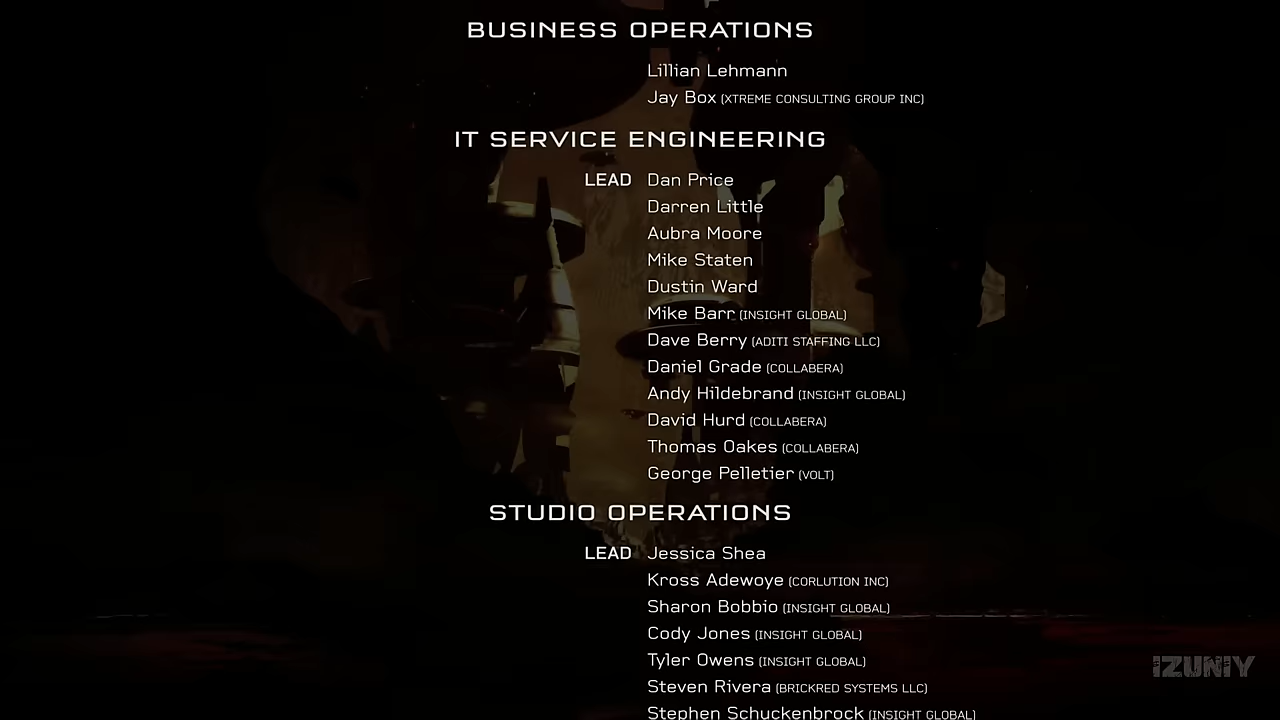 BUSINESS OPERATIONS
Lillian Lehmann
Jay Box (XTREME CONSULTING GROUP INC)
IT SERVICE ENGINEERING
LEAD Dan Price
Darren Little
Aubra Moore
Mike Staten
Dustin Ward
Mike Barr (INSIGHT GLOBAL)
Dave Berry (ADITI STAFFING LLC)
Daniel Grade (COLLABERA)
Andy Hildebrand (INSIGHT GLOBAL)
David Hurd (COLLABERA)
Thomas Oakes (COLLABERA)
George Pelletier (VOLT)
STUDIO OPERATIONS
LEAD Jessica Shea
Kross Adewoye (CORLUTION INC)
Sharon Bobbio (INSIGHT GLOBAL)
Cody Jones (INSIGHT GLOBAL)
Tyler Owens (INSIGHT GLOBAL)
Steven Rivera (BRICKRED SYSTEMS LLC)
Stephen Schuckenbrock (INSIGHT GLOBAL)
IZUNIY